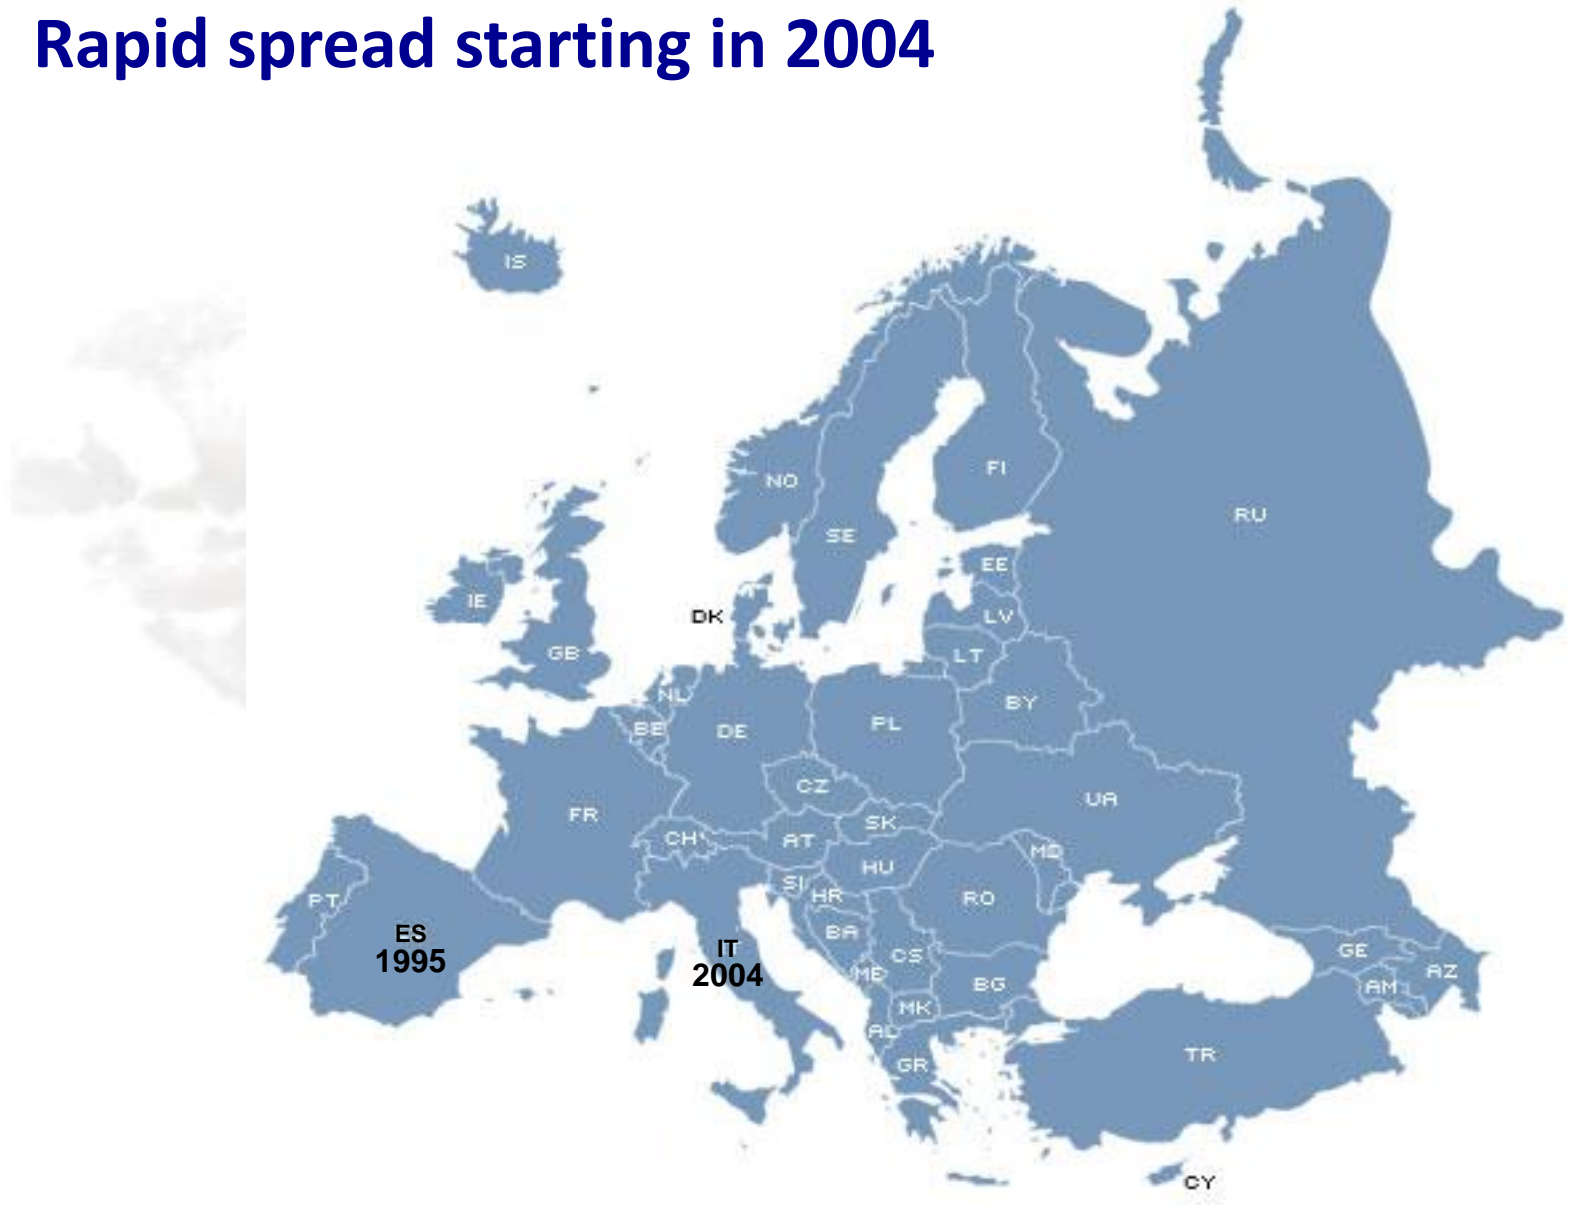 Rapid spread starting in 2004
IS
NO
FI
SE
RU
EE
IE
DK
LV
GB
LT
NL
BY
BE
DE
PL
CZ
UA
FR
SK
CH
AT
MD
HU
SI
HR
PT
RO
ES
1995
BA
IT
2004
CS
GE
ME
AZ
BG
AM
MK
AL
TR
GR
CY